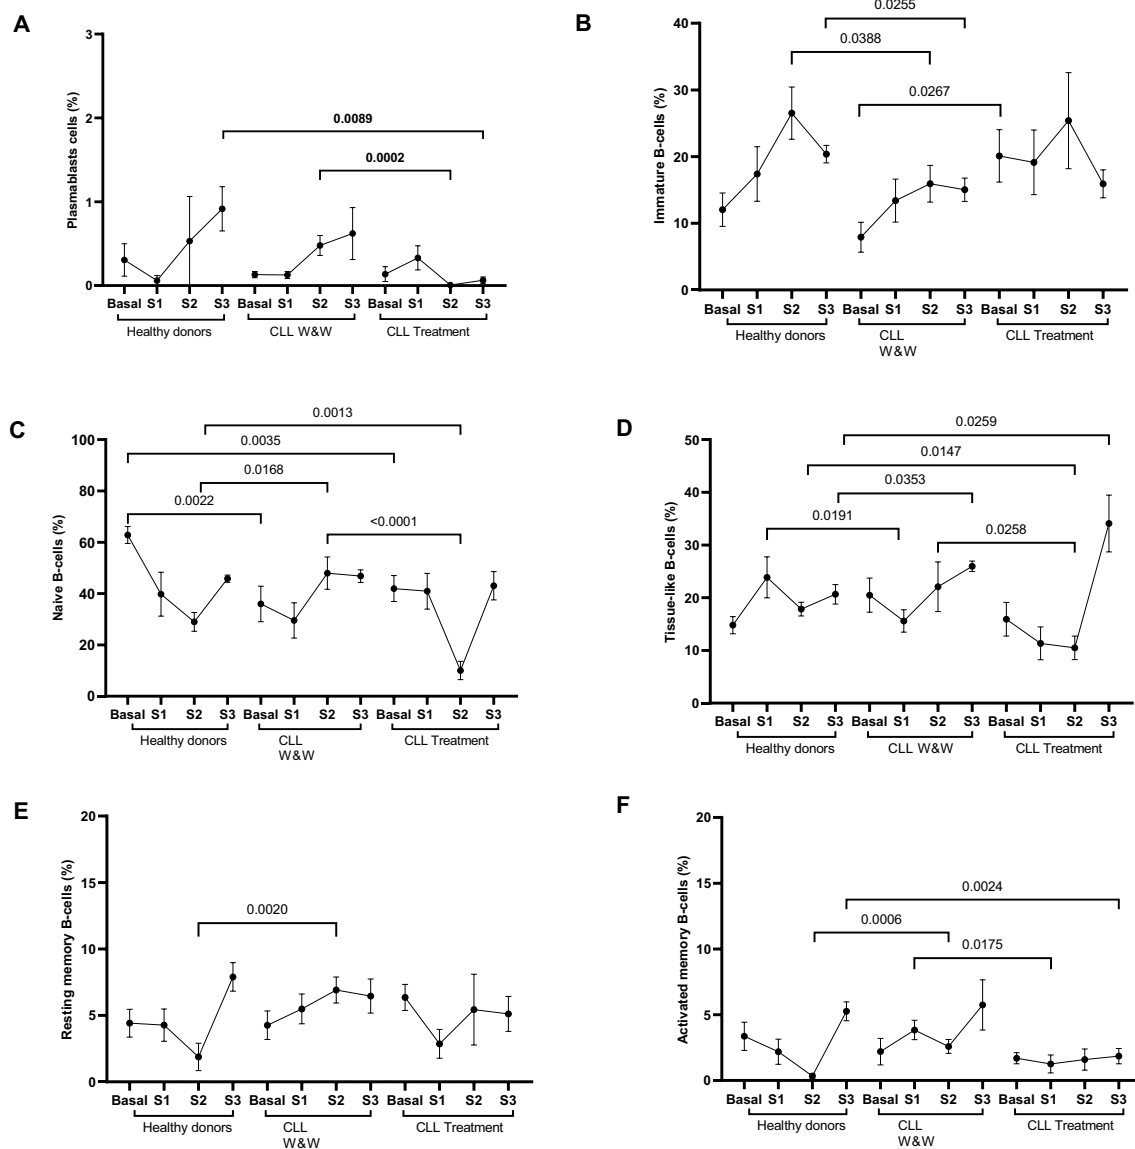 A
Plasmablasts cells (%)
3
2
1
0
0.0089
0.0002
Basal S1 S2 S3 Basal S1 S2 S3 Basal S1 S2 S3
Healthy donors CLL W&W CLL Treatment
B
Immature B-cells (%)
40
30
20
10
0
0.0255
0.0388
0.0267
Basal S1 S2 S3 Basal S1 S2 S3 Basal S1 S2 S3
Healthy donors CLL CLL Treatment
W&W
C
Naive B-cells (%)
100
80
60
40
20
0
0.0013
0.0035
0.0168
0.0022
<0.0001
Basal S1 S2 S3 Basal S1 S2 S3 Basal S1 S2 S3
Healthy donors CLL CLL Treatment
W&W
D
Tissue-like B-cells (%)
50
40
30
20
10
0
0.0259
0.0147
0.0353
0.0191
0.0258
Basal S1 S2 S3 Basal S1 S2 S3 Basal S1 S2 S3
Healthy donors CLL W&W CLL Treatment
E
Resting memory B-cells (%)
20
15
10
5
0
0.0020
Basal S1 S2 S3 Basal S1 S2 S3 Basal S1 S2 S3
Healthy donors CLL CLL Treatment
W&W
F
Activated memory B-cells (%)
20
15
10
5
0
0.0024
0.0006
0.0175
Basal S1 S2 S3 Basal S1 S2 S3 Basal S1 S2 S3
Healthy donors CLL CLL Treatment
W&W